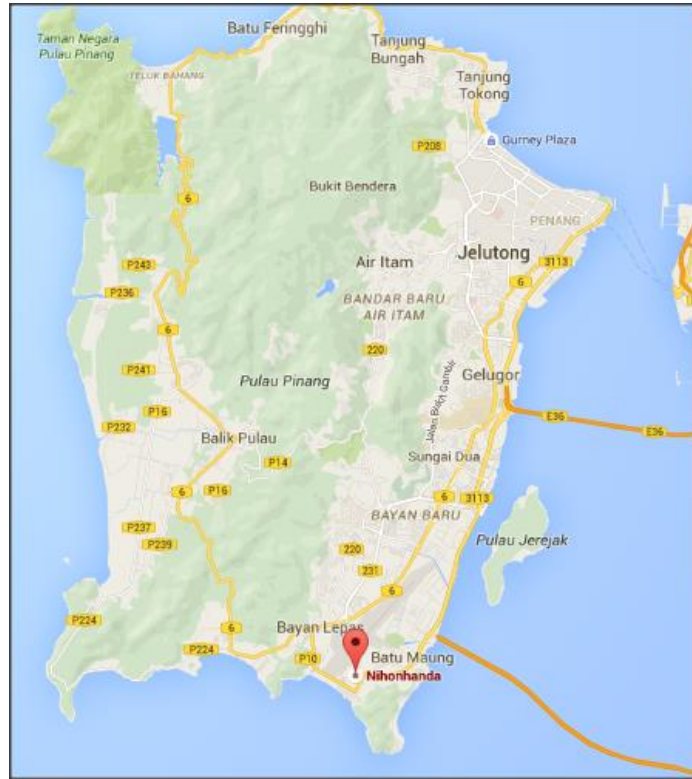 Taman Negara
Pulau Pinang
Batu Feringghi
Tanjung
Bungah
TELUK BAHANG
Tanjung
Tokong
P208
Gurney Plaza
6
Bukit Bendera
PENANG
Jelutong
3113
P243
Air Itam
6
P236
BANDAR BARU
AIR ITAM
6
220
P241
Gelugor
Pulau Pinang
Jalan Bukit Gambir
P16
E36
E36
P232
Balik Pulau
Sungai Dua
P14
6
P16
6
3113
BAYAN BARU
P237
Pulau Jerejak
P239
220
231
6
P224
6
Bayan Lepas
P224
P10
Batu Maung
Nihonhanda